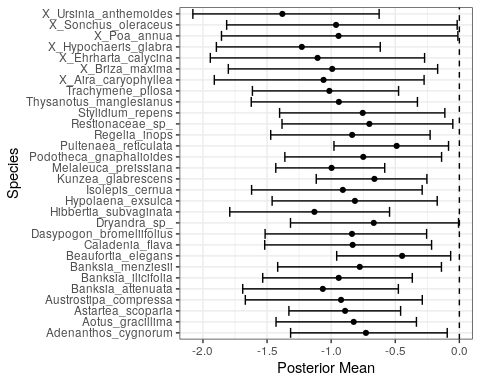 X_Ursinia_anthemoides
X_Sonchus_oleraceus
X_Poa_annua
X_Hypochaeris_glabra
X_Ehrharta_calycina
X_Briza_maxima
X_Aira_caryophyllea
Trachymene_pilosa
Thysanotus_manglesianus
Stylidium_repens
Restionaceae_sp_
Regelia_inops
Pultenaea_reticulata
Podotheca_gnaphalioides
Melaleuca_preissiana
Kunzea_glabrescens
Isolepis_cernua
Hypolaena_exsulca
Hibbertia_subvaginata
Dryandra_sp_
Dasypogon_bromeliifolius
Caladenia_flava
Beaufortia_elegans
Banksia_menziesii
Banksia_ilicifolia
Banksia_attenuata
Austrostipa_compressa
Astartea_scoparia
Aotus_gracillima
Adenanthos_cygnorum
Species
-2.0 -1.5 -1.0 -0.5 0.0
Posterior Mean